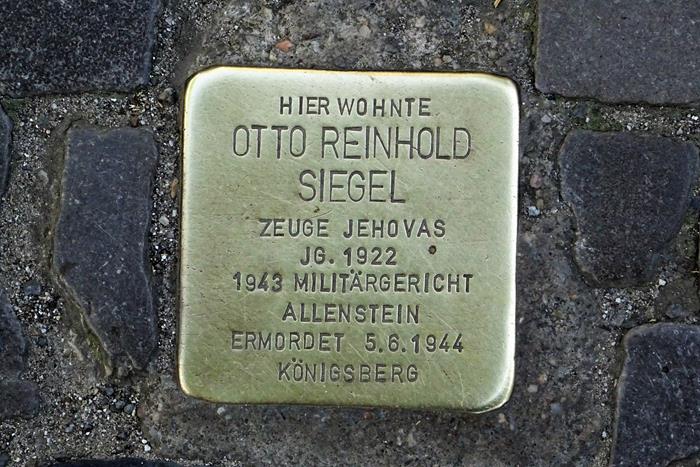 HIER WOHNTE
OTTO REINHOLD
SIEGEL
ZEUGE JEHOVAS
JG. 1922
1943 MILITÄRGERICHT
ALLENSTEIN
ERMORDET 5.6.1944
KÖNIGSBERG